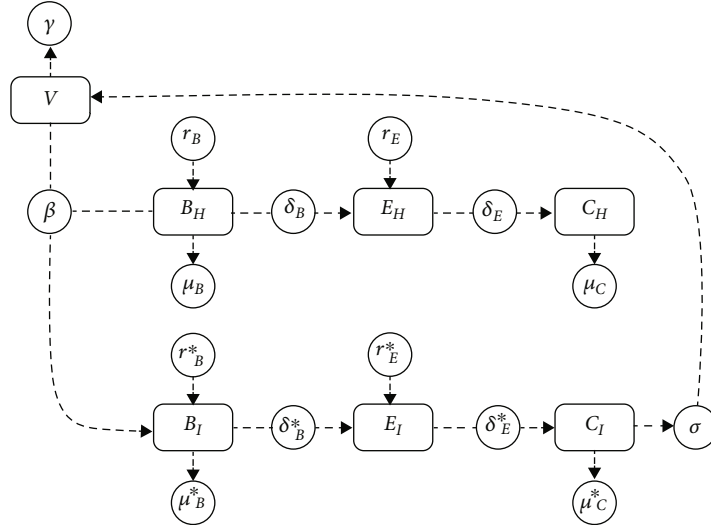 γ
V
r_B r_E
β B_H δ_B E_H δ_E C_H
μ_B μ_C
r*_B r*_E
B_I δ*_B E_I δ*_E C_I σ
μ*_B μ*_C